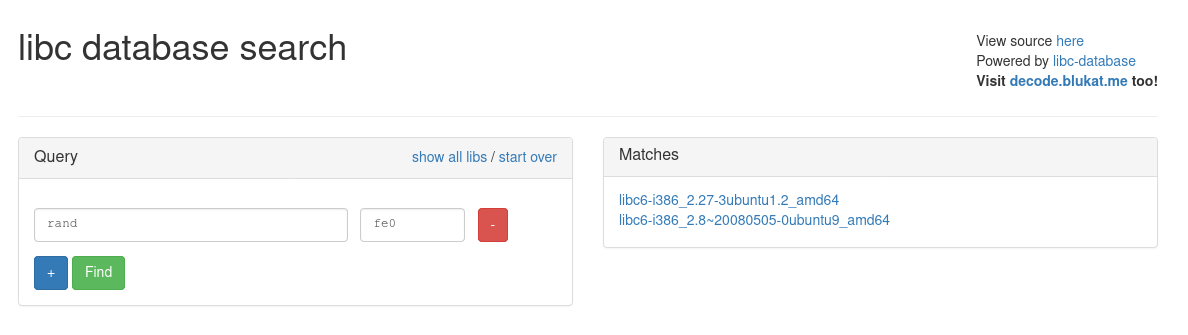 libc database search
View source here
Powered by libc-database
Visit decode.blukat.me too!
Query
show all libs / start over
rand
fe0
-
+
Find
Matches
libc6-i386_2.27-3ubuntu1.2_amd64
libc6-i386_2.8~20080505-0ubuntu9_amd64